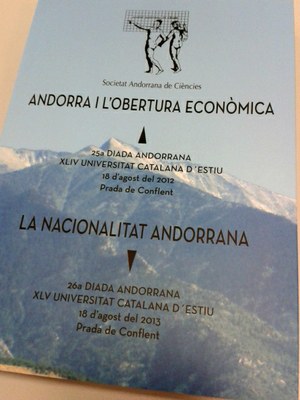 Societat Andorrana de Ciències
ANDORRA I L'OBERTURA ECONÒMICA
25a DIADA ANDORRANA
XLIV UNIVERSITAT CATALANA D´ESTIU
18 d'agost del 2012
Prada de Conflent
LA NACIONALITAT ANDORRANA
26a DIADA ANDORRANA
XLV UNIVERSITAT CATALANA D´ESTIU
18 d'agost del 2013
Prada de Conflent